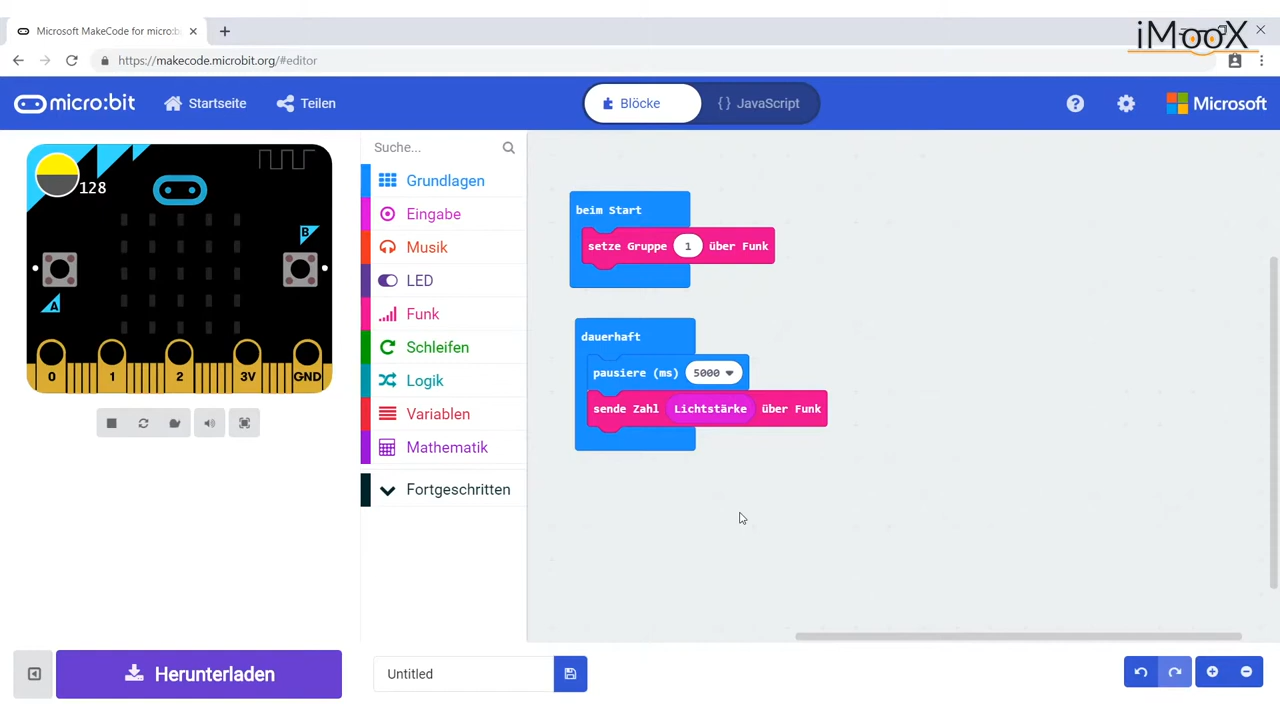 Microsoft MakeCode for micro:b
iMooX
https://makecode.microbit.org/#editor
micro:bit
Startseite
Teilen
Blöcke
{ } JavaScript
?
Microsoft
128
B
A
0 1 2 3V GND
Suche...
Grundlagen
Eingabe
Musik
LED
Funk
Schleifen
Logik
Variablen
Mathematik
Fortgeschritten
beim Start
setze Gruppe 1 über Funk
dauerhaft
pausiere (ms) 5000
sende Zahl Lichtstärke über Funk
Herunterladen
Untitled